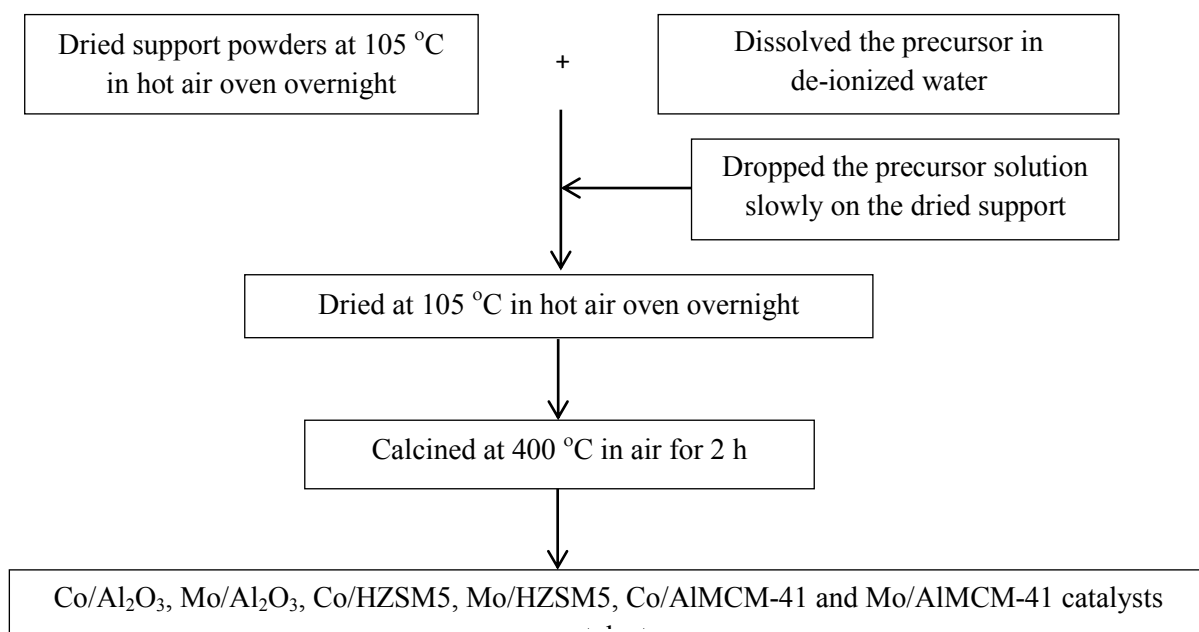 Dried support powders at 105 °C
in hot air oven overnight
+
Dissolved the precursor in
de-ionized water
Dropped the precursor solution
slowly on the dried support
Dried at 105 °C in hot air oven overnight
Calcined at 400 °C in air for 2 h
Co/Al₂O₃, Mo/Al₂O₃, Co/HZSM5, Mo/HZSM5, Co/AlMCM-41 and Mo/AlMCM-41 catalysts